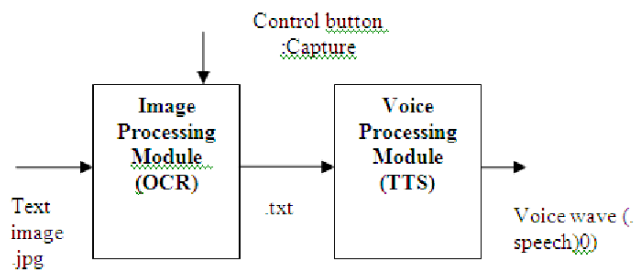 Control button
:Capture
Image
Processing
Module
(OCR)
Voice
Processing
Module
(TTS)
Text
image
.jpg
.txt
Voice wave (.
speech)0)